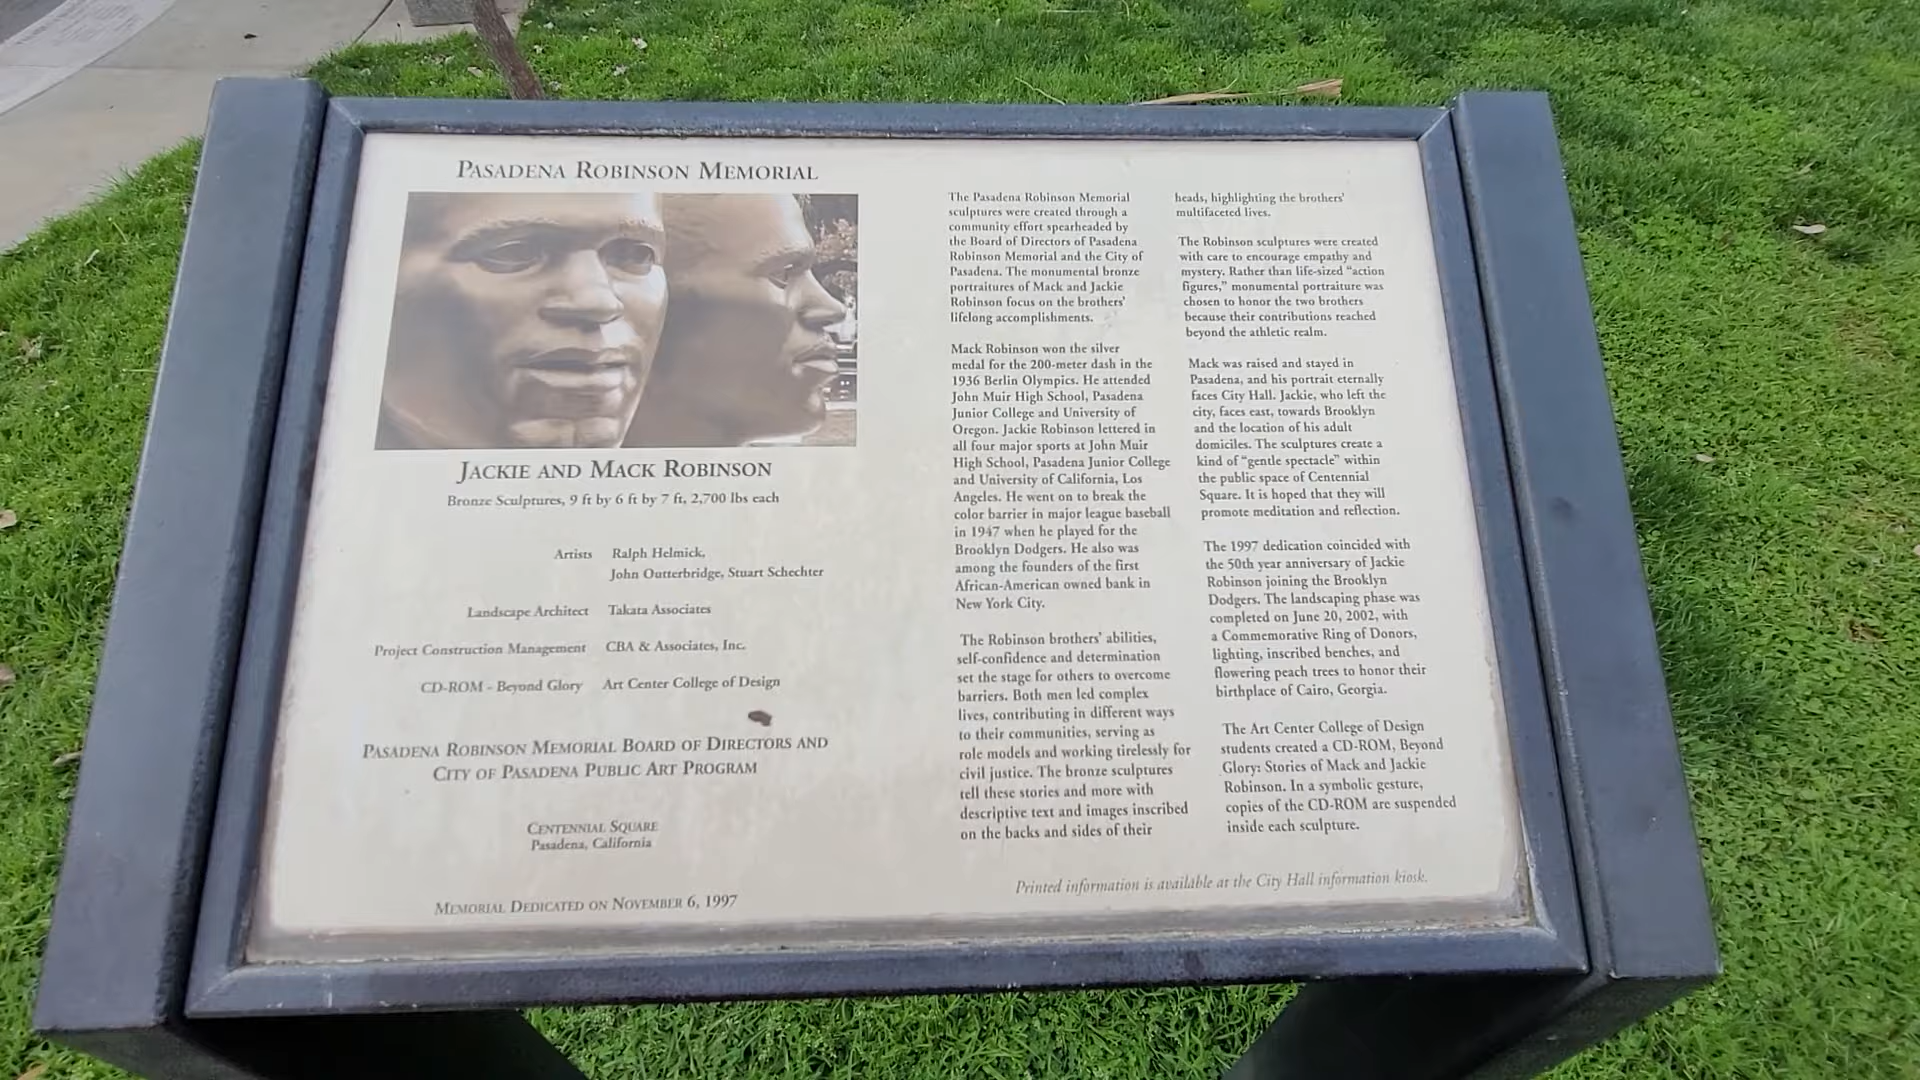 PASADENA ROBINSON MEMORIAL
JACKIE AND MACK ROBINSON
Bronze Sculptures, 9 ft by 6 ft by 7 ft, 2,700 lbs each
Artists Ralph Helmick,
John Outterbridge, Stuart Schechter
Landscape Architect Takata Associates
Project Construction Management CBA & Associates, Inc.
CD-ROM - Beyond Glory Art Center College of Design
PASADENA ROBINSON MEMORIAL BOARD OF DIRECTORS AND
CITY OF PASADENA PUBLIC ART PROGRAM
CENTENNIAL SQUARE
Pasadena, California
MEMORIAL DEDICATED ON NOVEMBER 6, 1997
The Pasadena Robinson Memorial
sculptures were created through a
community effort spearheaded by
the Board of Directors of Pasadena
Robinson Memorial and the City of
Pasadena. The monumental bronze
portraitures of Mack and Jackie
Robinson focus on the brothers'
lifelong accomplishments.
Mack Robinson won the silver
medal for the 200-meter dash in the
1936 Berlin Olympics. He attended
John Muir High School, Pasadena
Junior College and University of
Oregon. Jackie Robinson lettered in
all four major sports at John Muir
High School, Pasadena Junior College
and University of California, Los
Angeles. He went on to break the
color barrier in major league baseball
in 1947 when he played for the
Brooklyn Dodgers. He also was
among the founders of the first
African-American owned bank in
New York City.
The Robinson brothers' abilities,
self-confidence and determination
set the stage for others to overcome
barriers. Both men led complex
lives, contributing in different ways
to their communities, serving as
role models and working tirelessly for
civil justice. The bronze sculptures
tell these stories and more with
descriptive text and images inscribed
on the backs and sides of their
heads, highlighting the brothers'
multifaceted lives.
The Robinson sculptures were created
with care to encourage empathy and
mystery. Rather than life-sized "action
figures," monumental portraiture was
chosen to honor the two brothers
because their contributions reached
beyond the athletic realm.
Mack was raised and stayed in
Pasadena, and his portrait eternally
faces City Hall. Jackie, who left the
city, faces east, towards Brooklyn
and the location of his adult
domiciles. The sculptures create a
kind of "gentle spectacle" within
the public space of Centennial
Square. It is hoped that they will
promote meditation and reflection.
The 1997 dedication coincided with
the 50th year anniversary of Jackie
Robinson joining the Brooklyn
Dodgers. The landscaping phase was
completed on June 20, 2002, with
a Commemorative Ring of Donors,
lighting, inscribed benches, and
flowering peach trees to honor their
birthplace of Cairo, Georgia.
The Art Center College of Design
students created a CD-ROM, Beyond
Glory: Stories of Mack and Jackie
Robinson. In a symbolic gesture,
copies of the CD-ROM are suspended
inside each sculpture.
Printed information is available at the City Hall information kiosk.